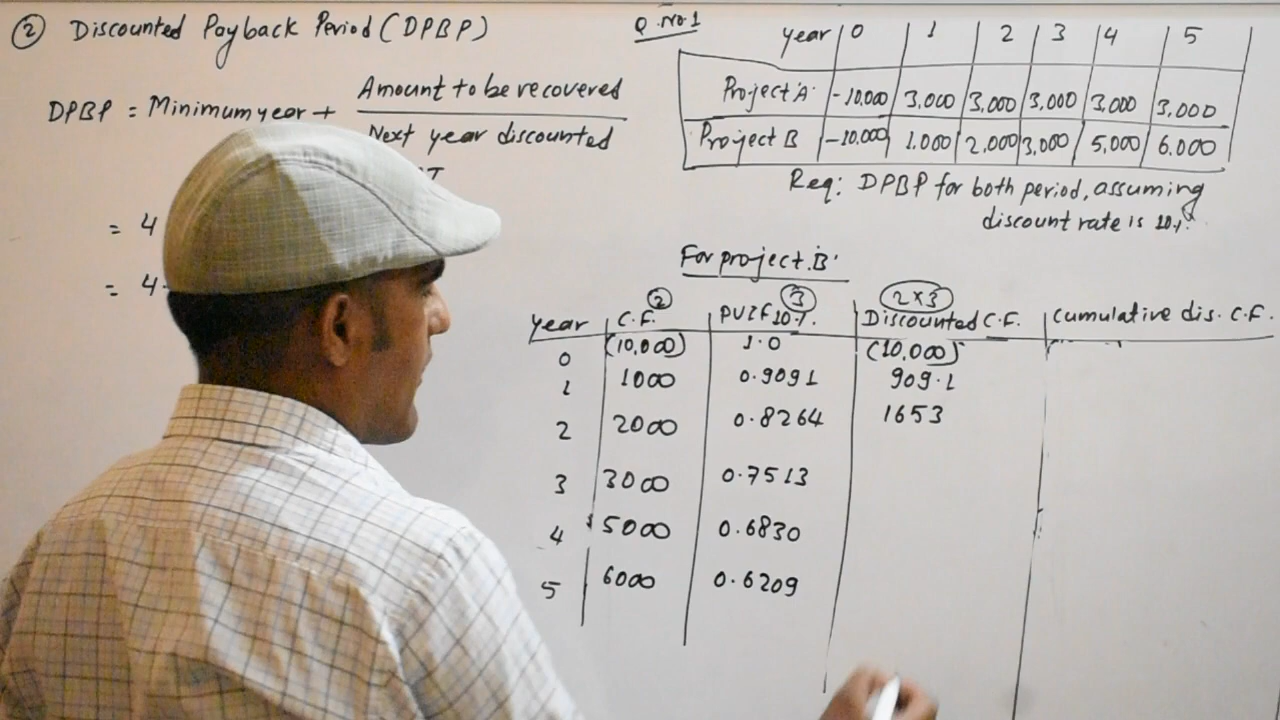 ② Discounted Payback Period (DPBP)
DPBP = Minimum year + Amount to be recovered
Next year discounted
= 4
= 4
Q.No1
year 0 1 2 3 4 5
Project A -10,000 3,000 3,000 3,000 3,000 3,000
Project B -10,000 1,000 2,000 3,000 5,000 6,000
Req: DPBP for both period, assuming
discount rate is 10%.
For project 'B'
② ③ 2×3
year C.F. PVIF 10%. Discounted C.F. cumulative dis. C.F.
0 (10,000) 1.0 (10,000)
1 1000 0.9091 909.1
2 2000 0.8264 1653
3 3000 0.7513
4 5000 0.6830
5 6000 0.6209